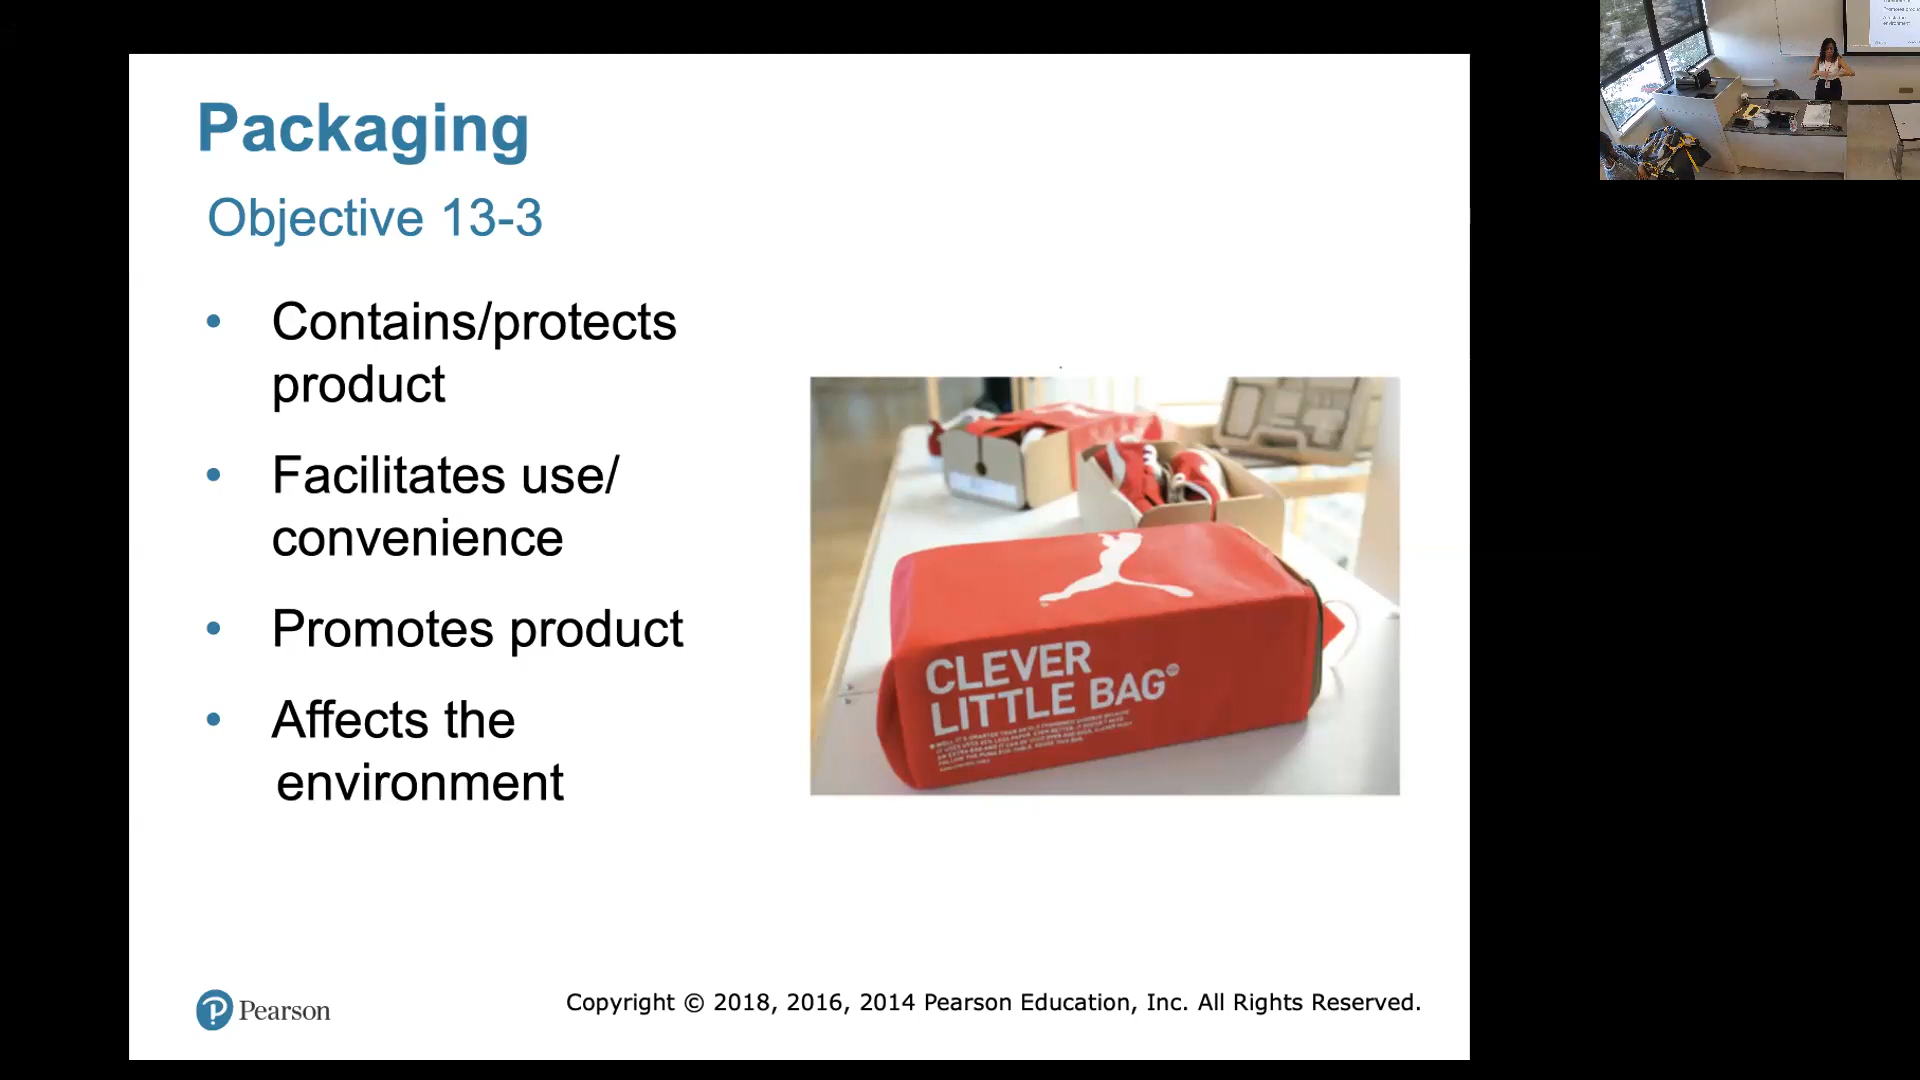 Packaging
Objective 13-3
• Contains/protects
product
• Facilitates use/
convenience
• Promotes product
• Affects the
environment
CLEVER
LITTLE BAG
Pearson
Copyright © 2018, 2016, 2014 Pearson Education, Inc. All Rights Reserved.